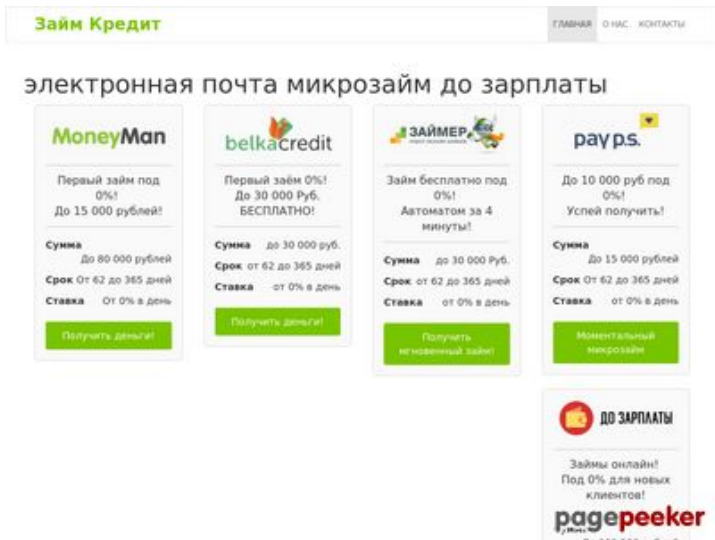 Займ Кредит
ГЛАВНАЯ О НАС КОНТАКТЫ
электронная почта микрозайм до зарплаты
MoneyMan
Первый займ под
0%!
До 15 000 рублей!
Сумма
До 80 000 рублей
Срок От 62 до 365 дней
Ставка От 0% в день
Получить деньги!
belkacredit
Первый заём 0%!
До 30 000 Руб.
БЕСПЛАТНО!
Сумма до 30 000 руб.
Срок от 62 до 365 дней
Ставка от 0% в день
Получить деньги!
ЗАЙМЕР
Займ бесплатно под
0%!
Автоматом за 4
минуты!
Сумма до 30 000 Руб.
Срок от 62 до 365 дней
Ставка от 0% в день
Получить
мгновенный займ!
pay p.s.
До 10 000 руб под
0%!
Успей получить!
Сумма
До 15 000 рублей
Срок От 62 до 365 дней
Ставка от 0% в день
Моментальный
микрозайм
ДО ЗАРПЛАТЫ
Займы онлайн!
Под 0% для новых
клиентов!
pagepeeker